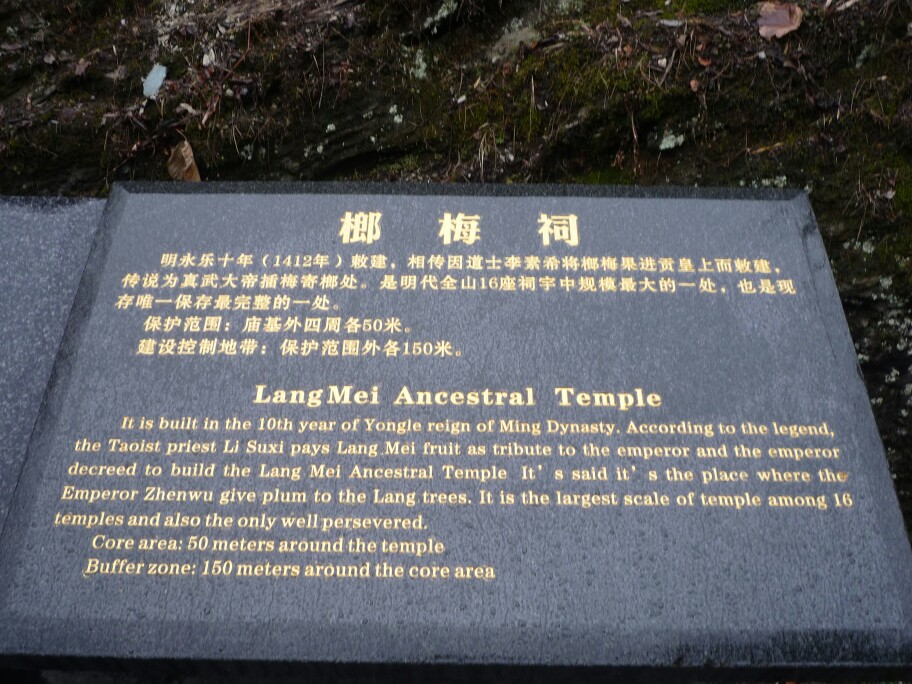 榔 梅 祠
明永乐十年（1412年）敕建，相传因道士李素希将榔梅果进贡皇上而敕建，
传说为真武大帝插梅寄榔处。是明代全山16座祠宇中规模最大的一处，也是现
存唯一保存最完整的一处。
保护范围：庙基外四周各50米。
建设控制地带：保护范围外各150米。
LangMei Ancestral Temple
It is built in the 10th year of Yongle reign of Ming Dynasty. According to the legend,
the Taoist priest Li Suxi pays Lang Mei fruit as tribute to the emperor and the emperor
decreed to build the Lang Mei Ancestral Temple It’s said it’s the place where the
Emperor Zhenwu give plum to the Lang trees. It is the largest scale of temple among 16
temples and also the only well persevered.
Core area: 50 meters around the temple
Buffer zone: 150 meters around the core area